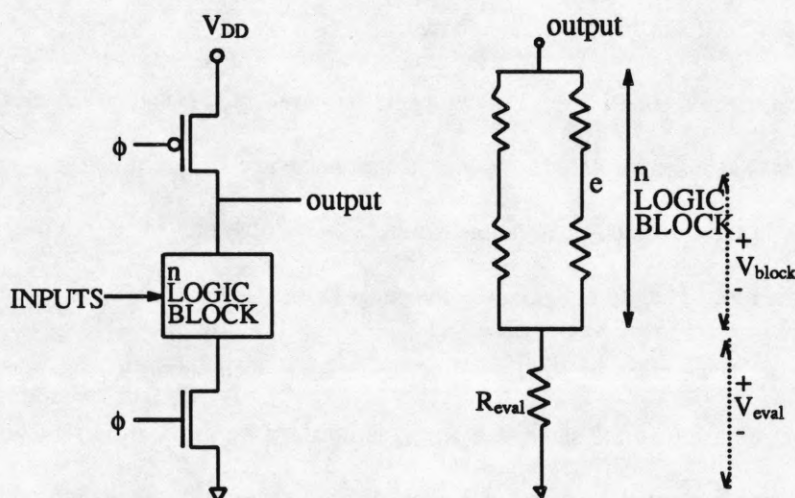 V_DD
φ
output
n
LOGIC
BLOCK
INPUTS
φ
output
e
n
LOGIC
BLOCK
+
V_block
-
R_eval
+
V_eval
-